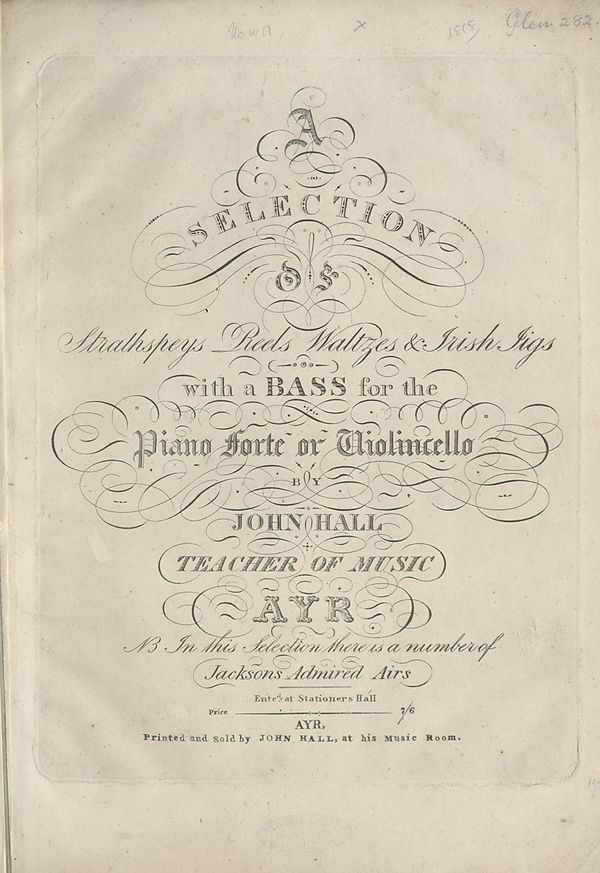 1818
Glen. 282.
A
SELECTION
of
Strathspeys Reels Waltzes & Irish Jigs
with a BASS for the
Piano Forte or Violincello
BY
JOHN HALL
TEACHER OF MUSIC
AYR
NB In this Selection there is a number of
Jacksons Admired Airs
Entd. at Stationers Hall
Price 7/6
AYR,
Printed and Sold by JOHN HALL, at his Music Room.